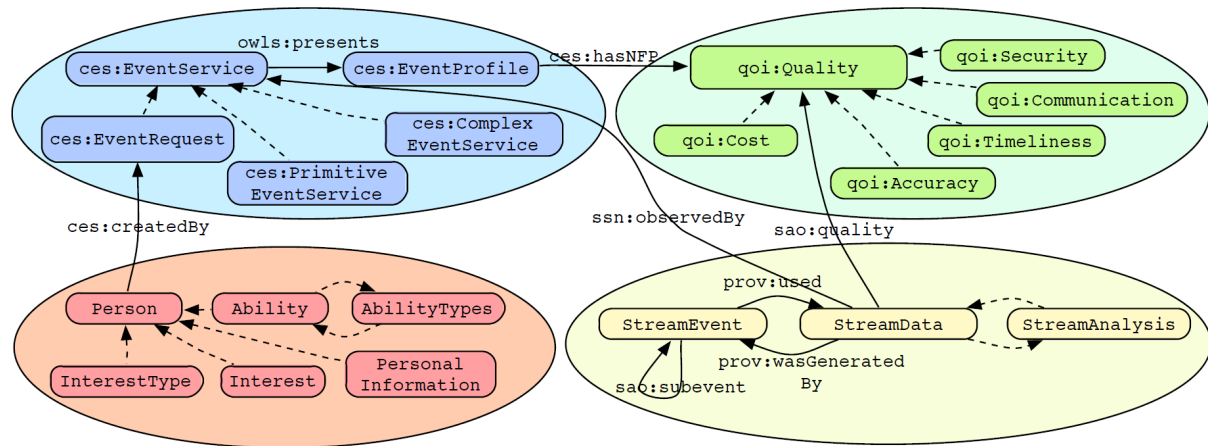 owls:presents
ces:EventService
ces:EventProfile
ces:hasNFP
qoi:Quality
qoi:Security
qoi:Communication
ces:EventRequest
ces:Complex
EventService
qoi:Cost
qoi:Timeliness
ces:Primitive
EventService
qoi:Accuracy
ces:createdBy
ssn:observedBy
sao:quality
Person
Ability
AbilityTypes
prov:used
StreamEvent
StreamData
StreamAnalysis
InterestType
Interest
Personal
Information
prov:wasGenerated
By
sao:subevent